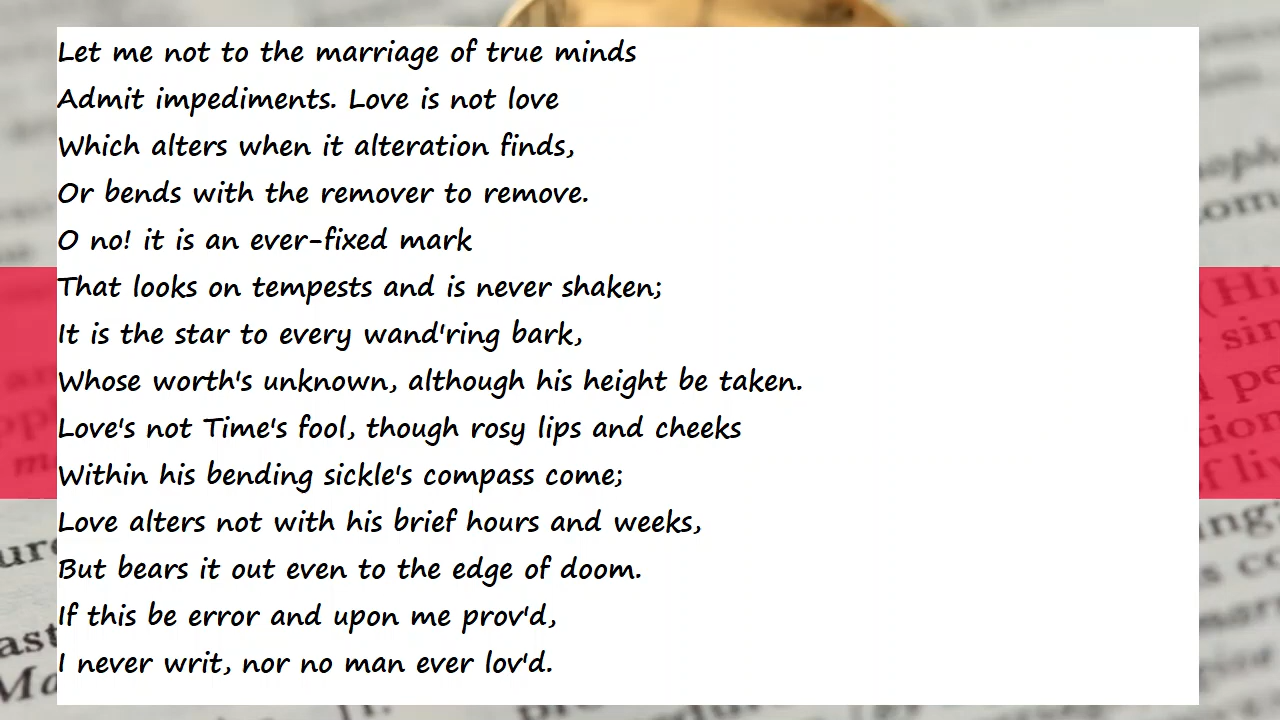 Let me not to the marriage of true minds
Admit impediments. Love is not love
Which alters when it alteration finds,
Or bends with the remover to remove.
O no! it is an ever-fixed mark
That looks on tempests and is never shaken;
It is the star to every wand'ring bark,
Whose worth's unknown, although his height be taken.
Love's not Time's fool, though rosy lips and cheeks
Within his bending sickle's compass come;
Love alters not with his brief hours and weeks,
But bears it out even to the edge of doom.
If this be error and upon me prov'd,
I never writ, nor no man ever lov'd.